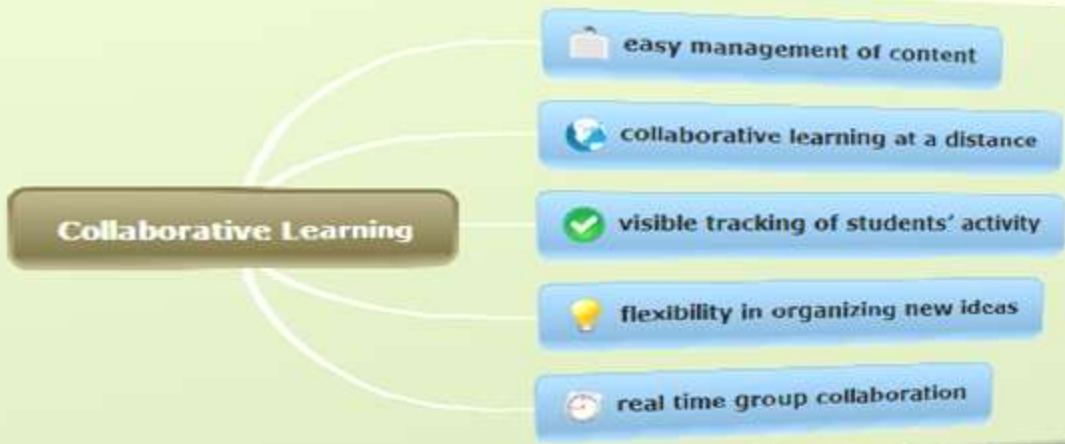 easy management of content
collaborative learning at a distance
Collaborative Learning
visible tracking of students' activity
flexibility in organizing new ideas
real time group collaboration